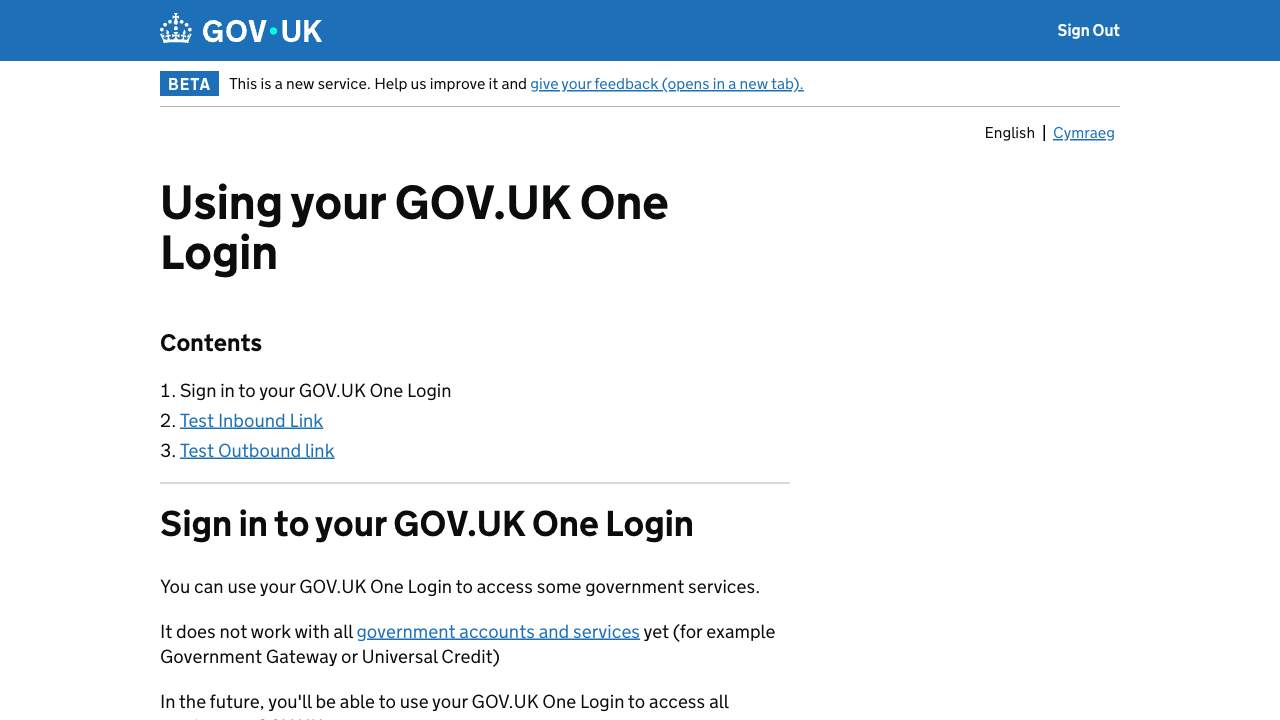 GOV•UK
Sign Out
BETA
This is a new service. Help us improve it and give your feedback (opens in a new tab).
English | Cymraeg
Using your GOV.UK One
Login
Contents
1. Sign in to your GOV.UK One Login
2. Test Inbound Link
3. Test Outbound link
Sign in to your GOV.UK One Login
You can use your GOV.UK One Login to access some government services.
It does not work with all government accounts and services yet (for example
Government Gateway or Universal Credit)
In the future, you'll be able to use your GOV.UK One Login to access all